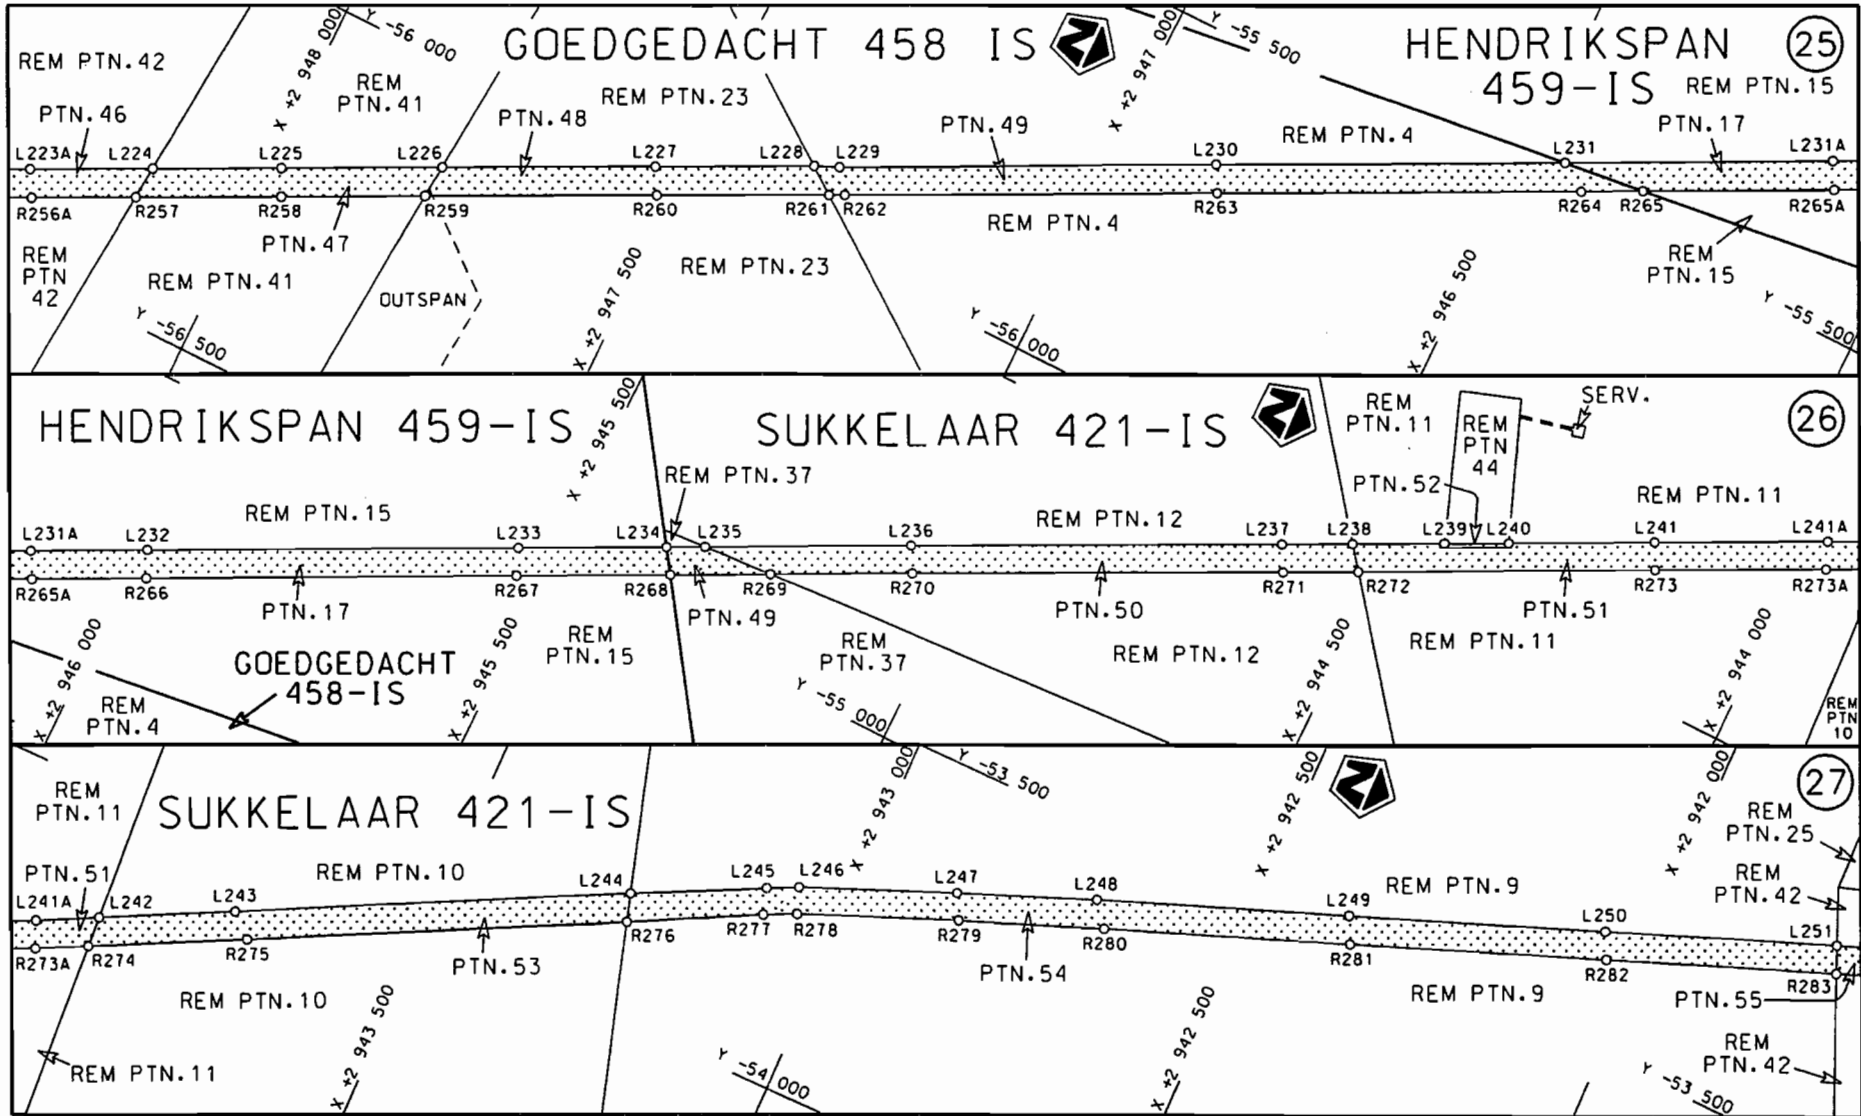 GOEDGEDACHT 458 IS
HENDRIKSPAN
459-IS
25
X +2 948 000
Y -56 000
X +2 947 000
Y -55 500
REM PTN.42
PTN.46
REM
PTN.41
PTN.48
REM PTN.23
PTN.49
REM PTN.4
PTN.17
REM PTN.15
L223A
L224
L225
L226
L227
L228
L229
L230
L231
L231A
R256A
R257
R258
R259
R260
R261
R262
R263
R264
R265
R265A
REM
PTN
42
REM PTN.41
PTN.47
OUTSPAN
REM PTN.23
REM PTN.4
REM
PTN.15
Y -56 500
X +2 947 500
Y -56 000
X +2 946 500
Y -55 500
HENDRIKSPAN 459-IS
SUKKELAAR 421-IS
26
X +2 945 500
REM PTN.37
REM PTN.15
REM PTN.12
REM
PTN.11
REM
PTN
44
SERV.
PTN.52
REM PTN.11
L231A
L232
L233
L234
L235
L236
L237
L238
L239
L240
L241
L241A
R265A
R266
R267
R268
R269
R270
R271
R272
R273
R273A
PTN.17
PTN.49
PTN.50
PTN.51
X +2 946 000
REM
PTN.4
GOEDGEDACHT
458-IS
X +2 945 500
REM
PTN.15
REM
PTN.37
Y -55 000
REM PTN.12
X +2 944 500
REM PTN.11
X +2 944 000
REM
PTN
10
REM
PTN.11
SUKKELAAR 421-IS
27
X +2 943 000
Y -53 500
X +2 942 500
X +2 942 000
REM
PTN.25
PTN.51
REM PTN.10
REM PTN.9
REM
PTN.42
L241A
L242
L243
L244
L245
L246
L247
L248
L249
L250
L251
R273A
R274
R275
R276
R277
R278
R279
R280
R281
R282
R283
PTN.53
PTN.54
PTN.55
REM PTN.10
REM PTN.9
REM PTN.11
X +2 943 500
Y -54 000
X +2 942 500
Y -53 500
REM
PTN.42